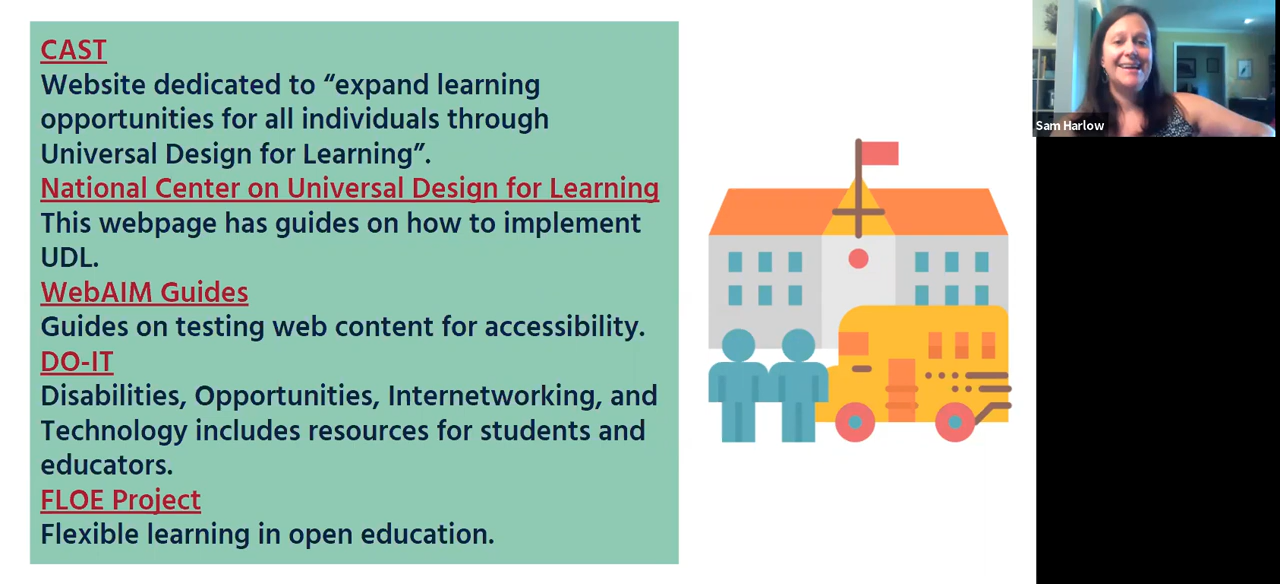 CAST
Website dedicated to “expand learning
opportunities for all individuals through
Universal Design for Learning”.
National Center on Universal Design for Learning
This webpage has guides on how to implement
UDL.
WebAIM Guides
Guides on testing web content for accessibility.
DO-IT
Disabilities, Opportunities, Internetworking, and
Technology includes resources for students and
educators.
FLOE Project
Flexible learning in open education.
Sam Harlow